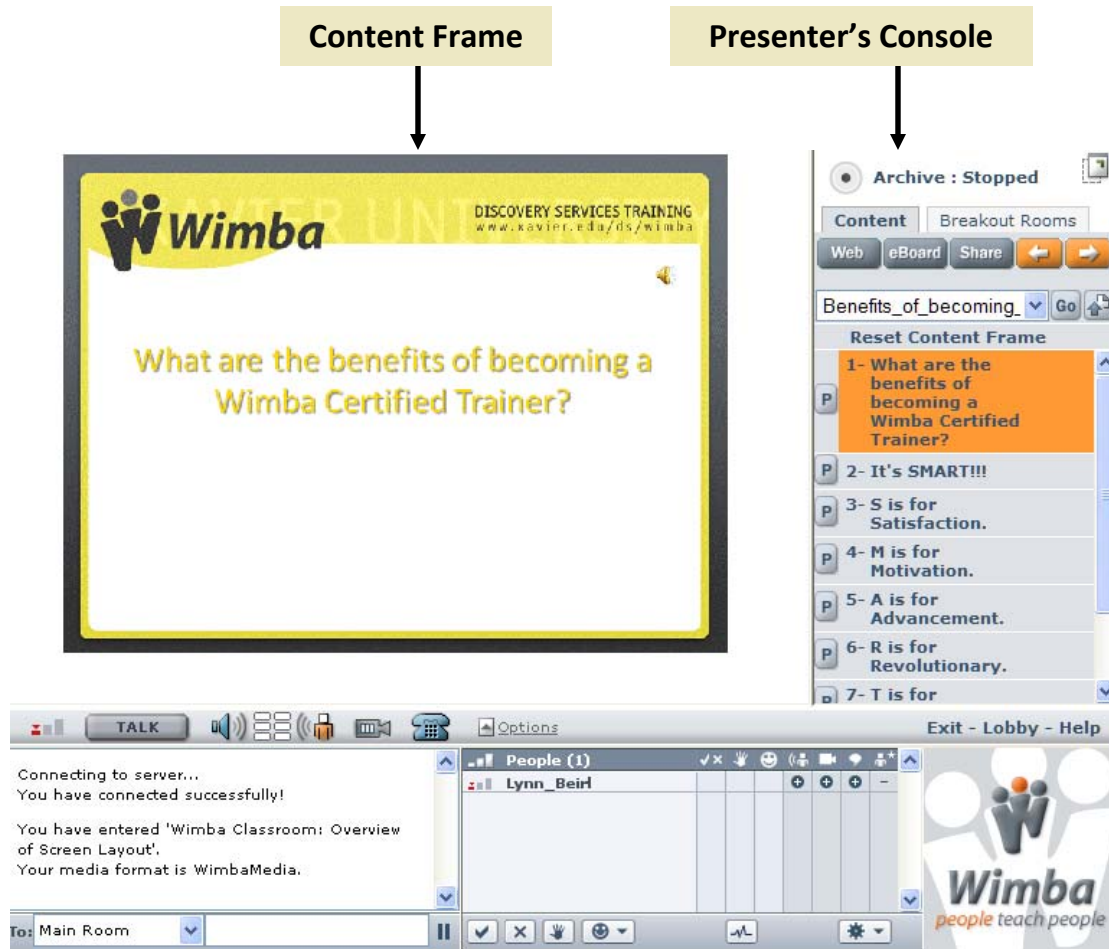 Content Frame
Presenter’s Console
XAVIER UNIVERSITY
Wimba
DISCOVERY SERVICES TRAINING
www.xavier.edu/ds/wimba
What are the benefits of becoming a
Wimba Certified Trainer?
Archive : Stopped
Content
Breakout Rooms
Web
eBoard
Share
Benefits_of_becoming_
Go
Reset Content Frame
P
1- What are the
benefits of
becoming a
Wimba Certified
Trainer?
P
2- It's SMART!!!
P
3- S is for
Satisfaction.
P
4- M is for
Motivation.
P
5- A is for
Advancement.
P
6- R is for
Revolutionary.
P
7- T is for
TALK
Options
Exit - Lobby - Help
Connecting to server...
You have connected successfully!
You have entered 'Wimba Classroom: Overview
of Screen Layout'.
Your media format is WimbaMedia.
To:
Main Room
People (1)
Wimba
people teach people